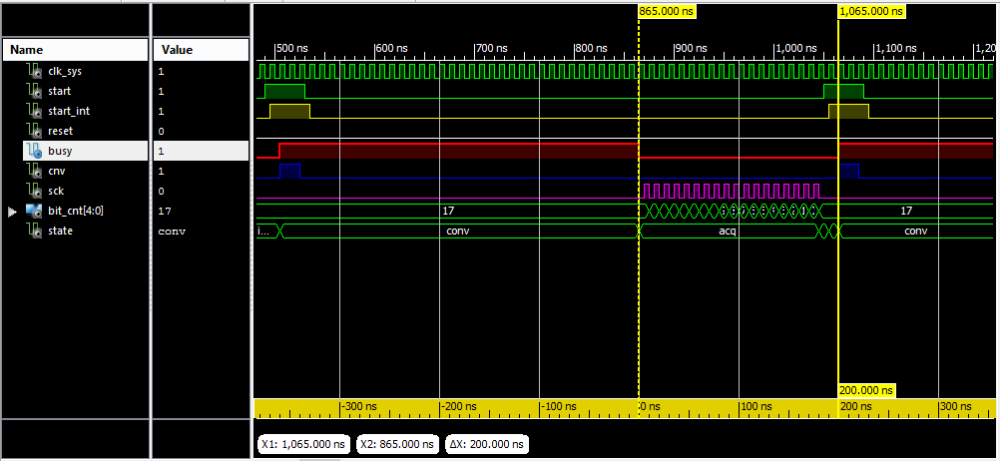 865.000 ns 1,065.000 ns
Name Value
500 ns 600 ns 700 ns 800 ns 900 ns 1,000 ns 1,100 ns
clk_sys 1
start 1
start_int 1
reset 0
busy 1
cnv 1
sck 0
bit_cnt[4:0] 17 17 17
state conv i... conv acq conv
200.000 ns
-300 ns -200 ns -100 ns 0 ns 100 ns 200 ns 300 ns
X1: 1,065.000 ns X2: 865.000 ns ΔX: 200.000 ns